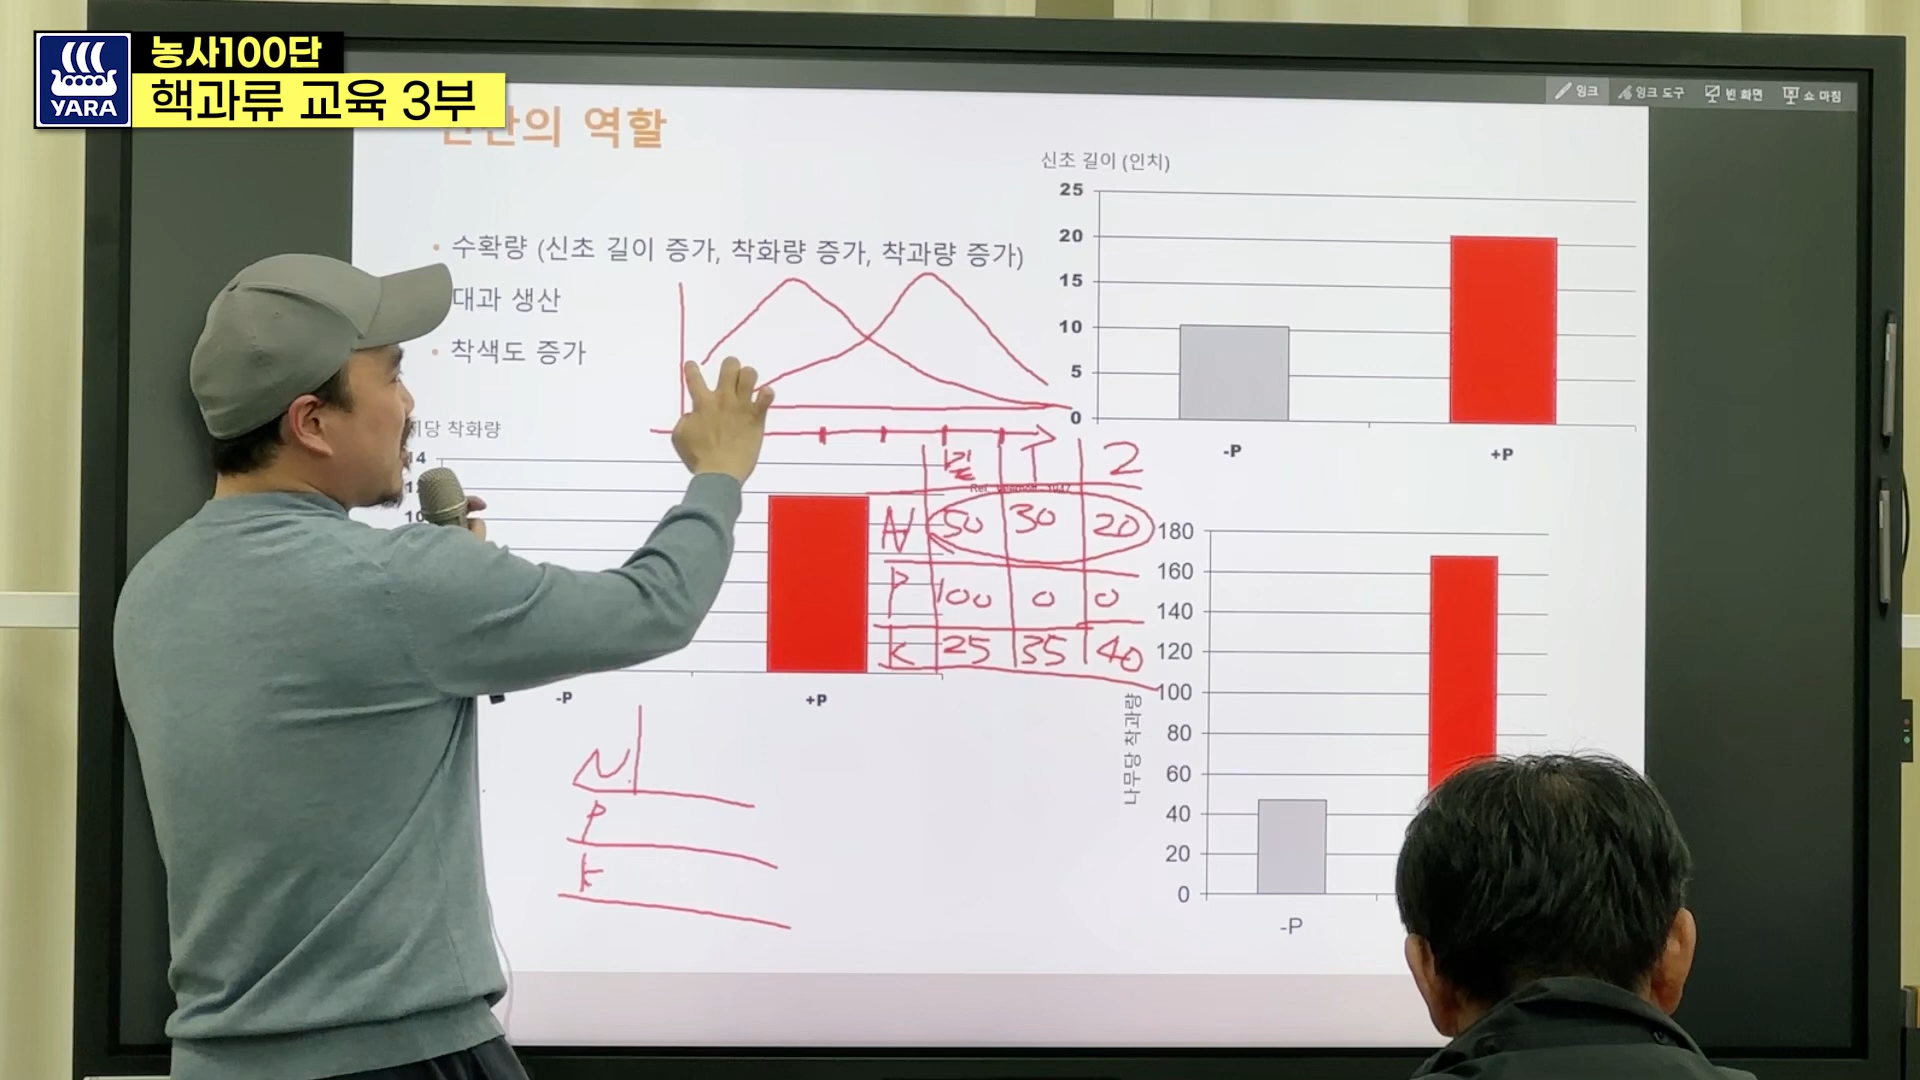 농사100단
YARA
핵과류 교육 3부
잉크 잉크 도구 빈 화면 쇼 마침
의 역할
• 수확량 (신초 길이 증가, 착화량 증가, 착과량 증가)
대과 생산
• 착색도 증가
신초 길이 (인치)
25
20
15
10
5
0
-P +P
당 착화량
14
10
-P +P
밑 1 2
N 50 30 20
P 100 0 0
K 25 35 40
N
P
K
나무당 착과량
180
160
140
120
100
80
60
40
20
0
-P